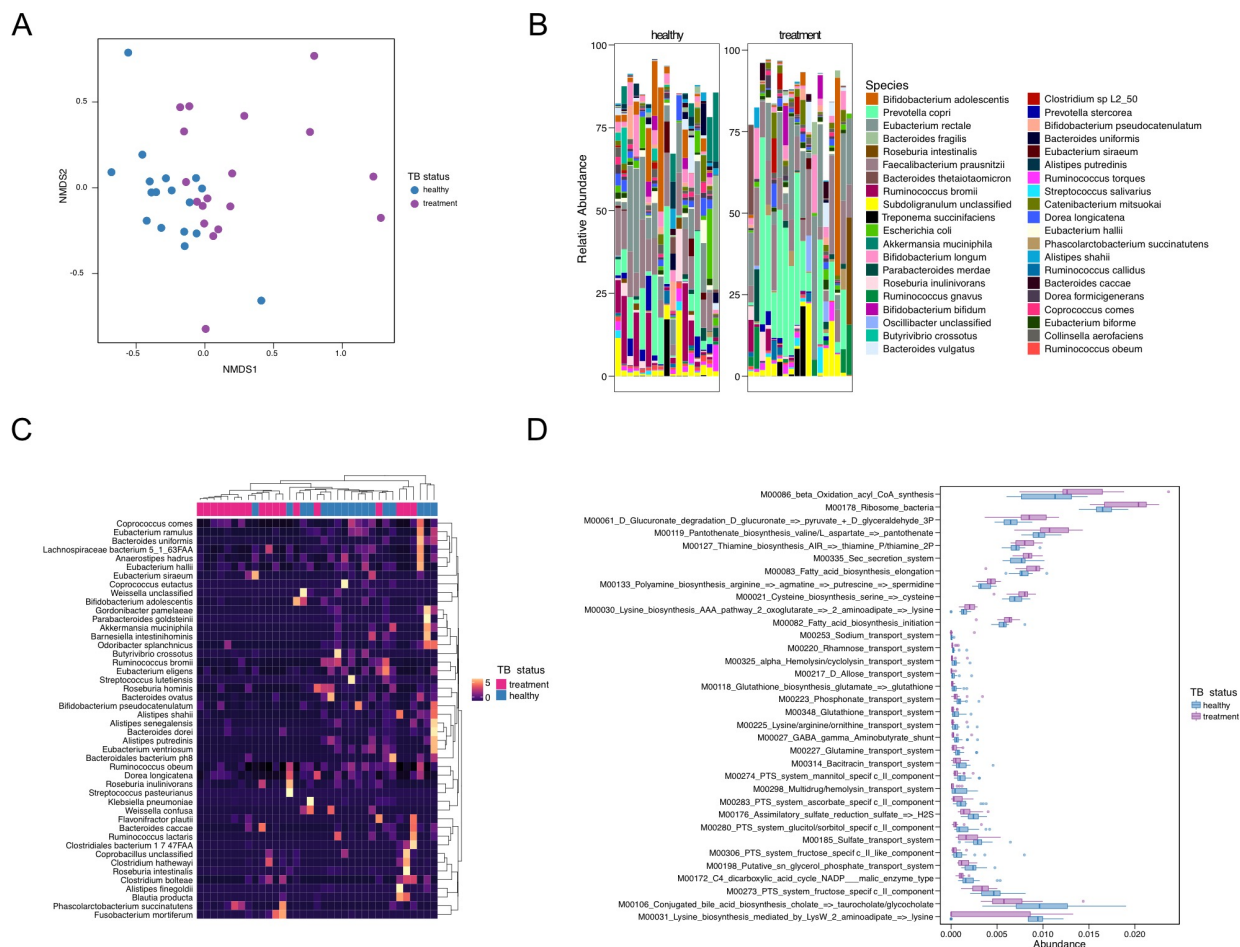 A
0.5
0.0
-0.5
NMDS2
-0.5
0.0
0.5
1.0
NMDS1
TB status
healthy
treatment
B
healthy
treatment
100
75
50
25
0
Relative Abundance
100
75
50
25
0
Species
Bifidobacterium adolescentis
Prevotella copri
Eubacterium rectale
Bacteroides fragilis
Roseburia intestinalis
Faecalibacterium prausnitzii
Bacteroides thetaiotaomicron
Ruminococcus bromii
Subdoligranulum unclassified
Treponema succinifaciens
Escherichia coli
Akkermansia muciniphila
Bifidobacterium longum
Parabacteroides merdae
Roseburia inulinivorans
Ruminococcus gnavus
Bifidobacterium bifidum
Oscillibacter unclassified
Butyrivibrio crossotus
Bacteroides vulgatus
Clostridium sp L2_50
Prevotella stercorea
Bifidobacterium pseudocatenulatum
Bacteroides uniformis
Eubacterium siraeum
Alistipes putredinis
Ruminococcus torques
Streptococcus salivarius
Catenibacterium mitsuokai
Dorea longicatena
Eubacterium hallii
Phascolarctobacterium succinatutens
Alistipes shahii
Ruminococcus callidus
Bacteroides caccae
Dorea formicigenerans
Coprococcus comes
Eubacterium biforme
Collinsella aerofaciens
Ruminococcus obeum
C
Coprococcus comes
Eubacterium ramulus
Bacteroides uniformis
Lachnospiraceae bacterium 5_1_63FAA
Anaerostipes hadrus
Eubacterium hallii
Eubacterium siraeum
Coprococcus eutactus
Weissella unclassified
Bifidobacterium adolescentis
Gordonibacter pamelaeae
Parabacteroides goldsteinii
Akkermansia muciniphila
Barnesiella intestinihominis
Odoribacter splanchnicus
Butyrivibrio crossotus
Ruminococcus bromii
Eubacterium eligens
Streptococcus lutetiensis
Roseburia hominis
Bacteroides ovatus
Bifidobacterium pseudocatenulatum
Alistipes shahii
Alistipes senegalensis
Bacteroides dorei
Alistipes putredinis
Eubacterium ventriosum
Bacteroidales bacterium ph8
Ruminococcus obeum
Dorea longicatena
Roseburia inulinivorans
Streptococcus pasteurianus
Klebsiella pneumoniae
Weissella confusa
Flavonifractor plautii
Bacteroides caccae
Ruminococcus lactaris
Clostridiales bacterium 1 7 47FAA
Coprobacillus unclassified
Clostridium hathewayi
Roseburia intestinalis
Clostridium bolteae
Alistipes finegoldii
Blautia producta
Phascolarctobacterium succinatutens
Fusobacterium mortiferum
5
0
TB status
treatment
healthy
D
M00086_beta_Oxidation_acyl_CoA_synthesis
M00178_Ribosome_bacteria
M00061_D_Glucuronate_degradation_D_glucuronate_=>_pyruvate_+_D_glyceraldehyde_3P
M00119_Pantothenate_biosynthesis_valine/L_aspartate_=>_pantothenate
M00127_Thiamine_biosynthesis_AIR_=>_thiamine_P/thiamine_2P
M00335_Sec_secretion_system
M00083_Fatty_acid_biosynthesis_elongation
M00133_Polyamine_biosynthesis_arginine_=>_agmatine_=>_putrescine_=>_spermidine
M00021_Cysteine_biosynthesis_serine_=>_cysteine
M00030_Lysine_biosynthesis_AAA_pathway_2_oxoglutarate_=>_2_aminoadipate_=>_lysine
M00082_Fatty_acid_biosynthesis_initiation
M00253_Sodium_transport_system
M00220_Rhamnose_transport_system
M00325_alpha_Hemolysin/cyclolysin_transport_system
M00217_D_Allose_transport_system
M00118_Glutathione_biosynthesis_glutamate_=>_glutathione
M00223_Phosphonate_transport_system
M00348_Glutathione_transport_system
M00225_Lysine/arginine/ornithine_transport_system
M00027_GABA_gamma_Aminobutyrate_shunt
M00227_Glutamine_transport_system
M00314_Bacitracin_transport_system
M00274_PTS_system_mannitol_specif c_II_component
M00298_Multidrug/hemolysin_transport_system
M00283_PTS_system_ascorbate_specif c_II_component
M00176_Assimilatory_sulfate_reduction_sulfate_=>_H2S
M00280_PTS_system_glucitol/sorbitol_specif c_II_component
M00185_Sulfate_transport_system
M00306_PTS_system_fructose_specif c_II_like_component
M00198_Putative_sn_glycerol_phosphate_transport_system
M00172_C4_dicarboxylic_acid_cycle_NADP___malic_enzyme_type
M00273_PTS_system_fructose_specif c_II_component
M00106_Conjugated_bile_acid_biosynthesis_cholate_=>_taurocholate/glycocholate
M00031_Lysine_biosynthesis_mediated_by_LysW_2_aminoadipate_=>_lysine
0.000
0.005
0.010
0.015
0.020
Abundance
TB status
healthy
treatment